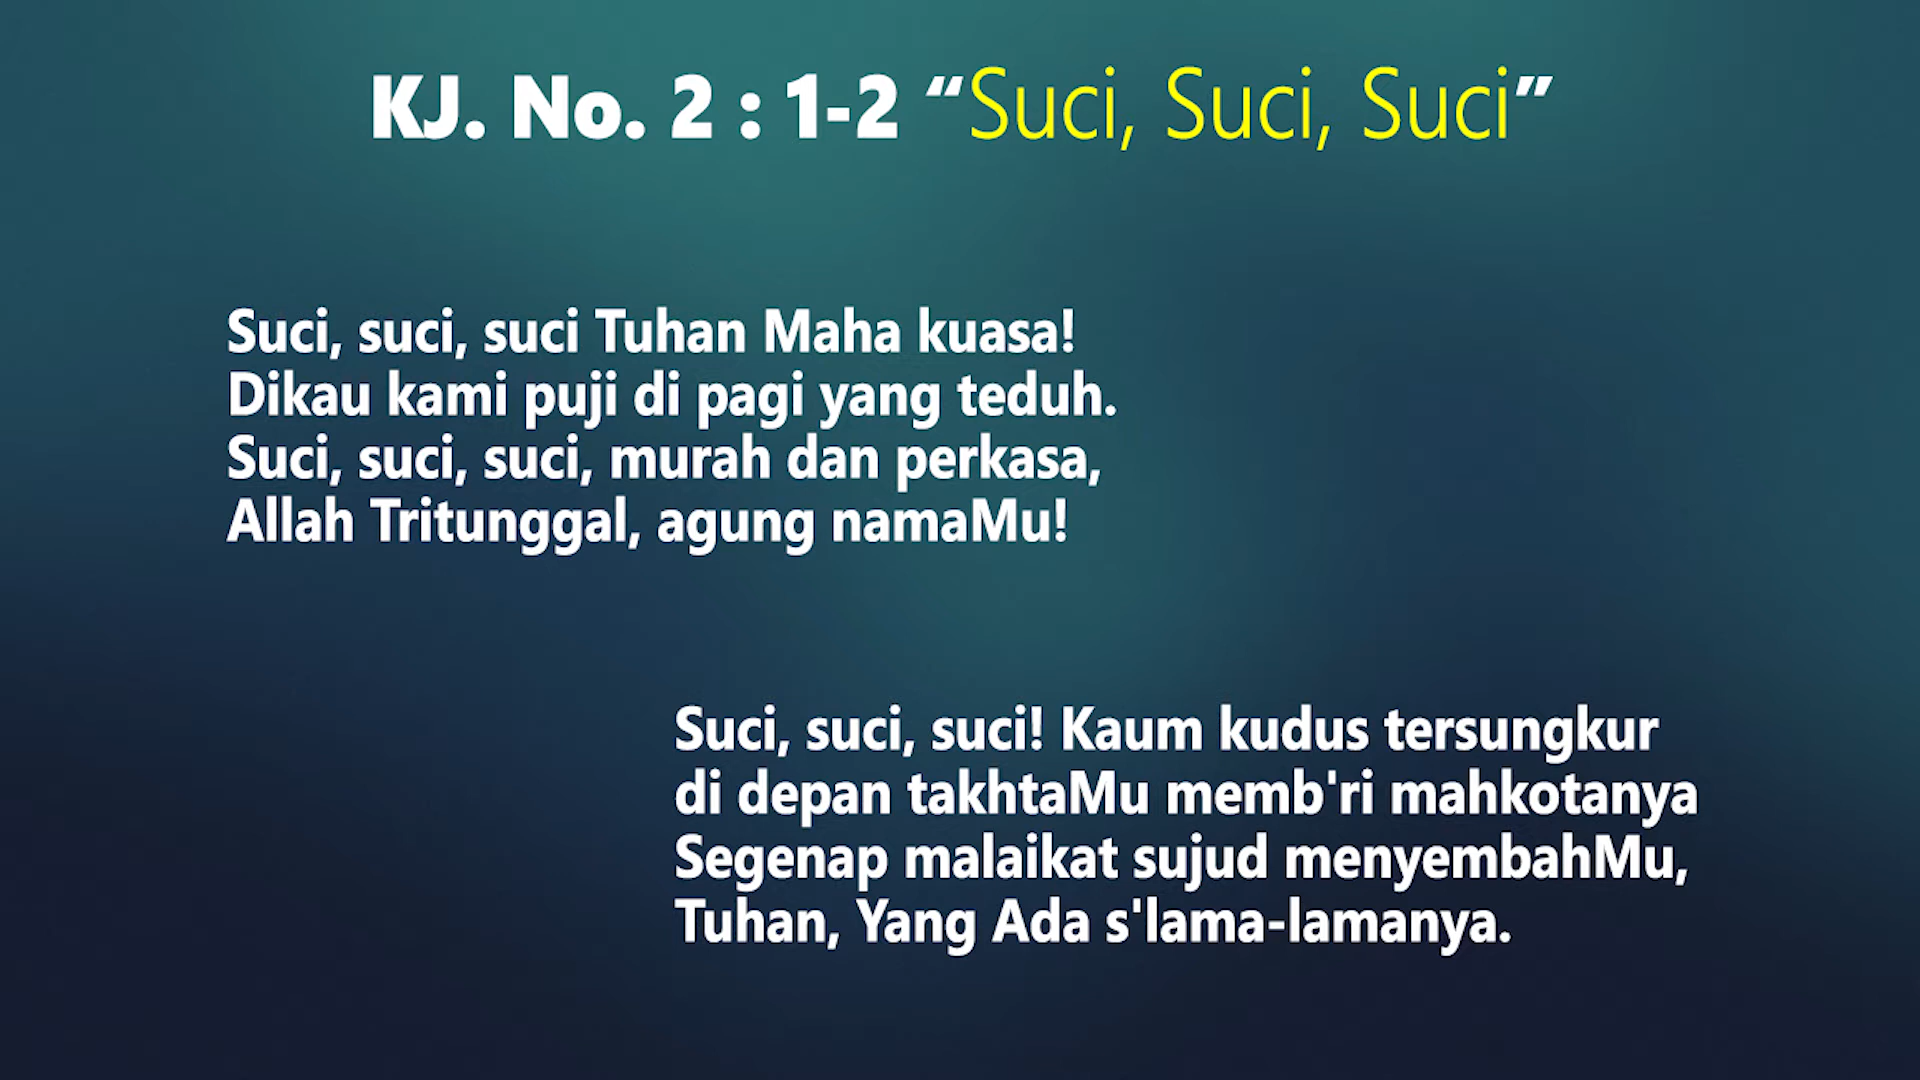 KJ. No. 2 : 1-2 “Suci, Suci, Suci”
Suci, suci, suci Tuhan Maha kuasa!
Dikau kami puji di pagi yang teduh.
Suci, suci, suci, murah dan perkasa,
Allah Tritunggal, agung namaMu!
Suci, suci, suci! Kaum kudus tersungkur
di depan takhtaMu memb'ri mahkotanya
Segenap malaikat sujud menyembahMu,
Tuhan, Yang Ada s'lama-lamanya.